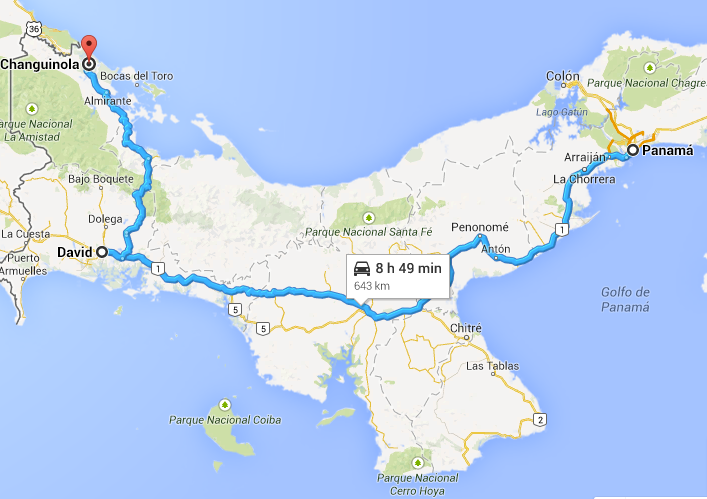 36
Changuinola
Bocas del Toro
Almirante
Parque Nacional
La Amistad
Colón
Parque Nacional Chagres
Lago Gatún
Panamá
Arraiján
La Chorrera
Bajo Boquete
Dolega
La Cuesta
David
Puerto
Armuelles
1
Parque Nacional Santa Fé
Penonomé
Antón
1
8 h 49 min
643 km
5
5
Golfo de
Panamá
Chitré
Las Tablas
2
Parque Nacional Coiba
Parque Nacional
Cerro Hoya